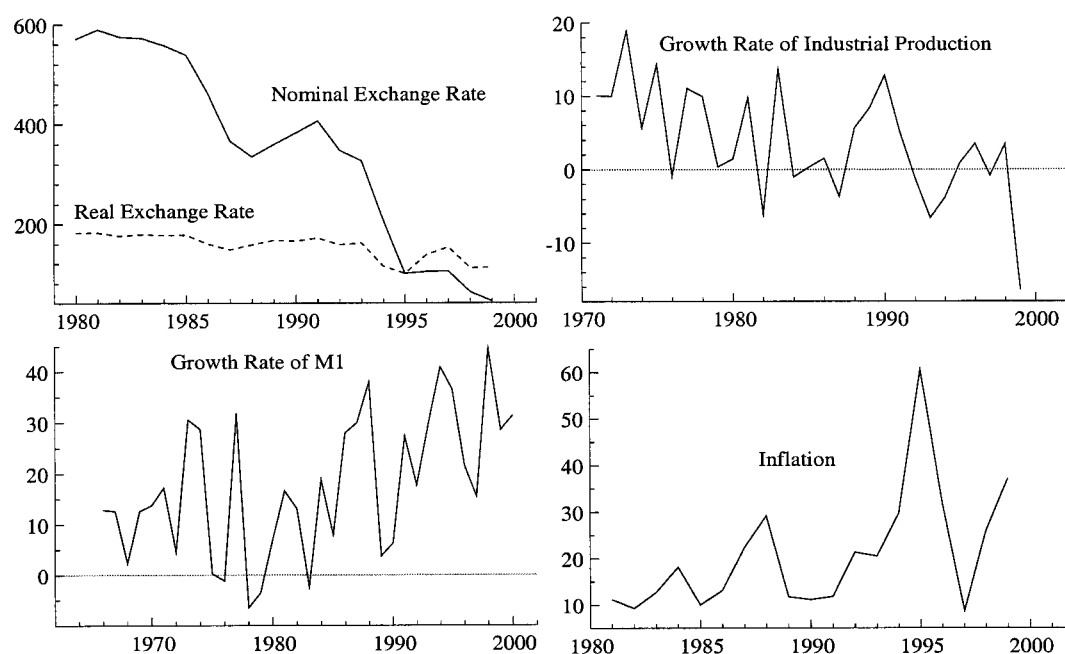 600
400
200
Nominal Exchange Rate
Real Exchange Rate
1980 1985 1990 1995 2000
20
10
0
-10
Growth Rate of Industrial Production
1970 1980 1990 2000
40
30
20
10
0
Growth Rate of M1
1970 1980 1990 2000
60
50
40
30
20
10
Inflation
1980 1985 1990 1995 2000